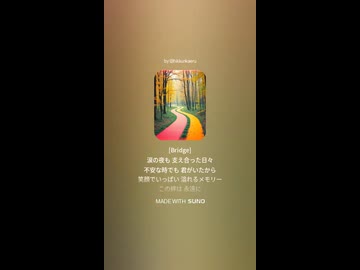 [Bridge]
涙の夜も 支え合った日々
不安な時でも 君がいたから
笑顔でいっぱい 溢れるメモリー
この絆は 永遠に
MADE WITH SUNO